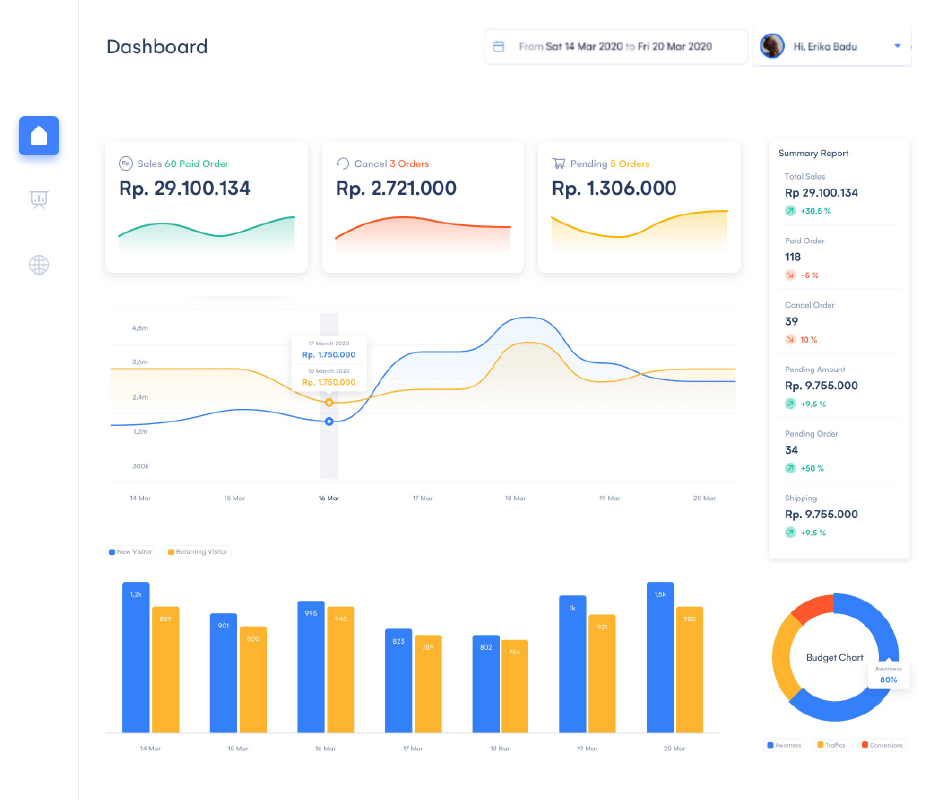 Dashboard
From Sat 14 Mar 2020 to Fri 20 Mar 2020
Hi, Erika Badu
Rp Sales 60 Paid Order
Rp. 29.100.134
Cancel 3 Orders
Rp. 2.721.000
Pending 5 Orders
Rp. 1.306.000
Summary Report
Total Sales
Rp 29.100.134
+30,5 %
Paid Order
118
-5 %
Cancel Order
39
10 %
Pending Amount
Rp. 9.755.000
+9,5 %
Pending Order
34
+50 %
Shipping
Rp. 9.755.000
+9,5 %
4,8m
3,6m
2,4m
1,2m
300k
17 March 2020
Rp. 1.750.000
10 March 2020
Rp. 1.750.000
14 Mar
15 Mar
16 Mar
17 Mar
18 Mar
19 Mar
20 Mar
New Visitor
Returning Visitor
1,2k
901
800
995
945
823
802
1k
921
1,5k
14 Mar
15 Mar
16 Mar
17 Mar
18 Mar
19 Mar
20 Mar
Budget Chart
Awarness
80%
Awarness
Traffics
Conversions